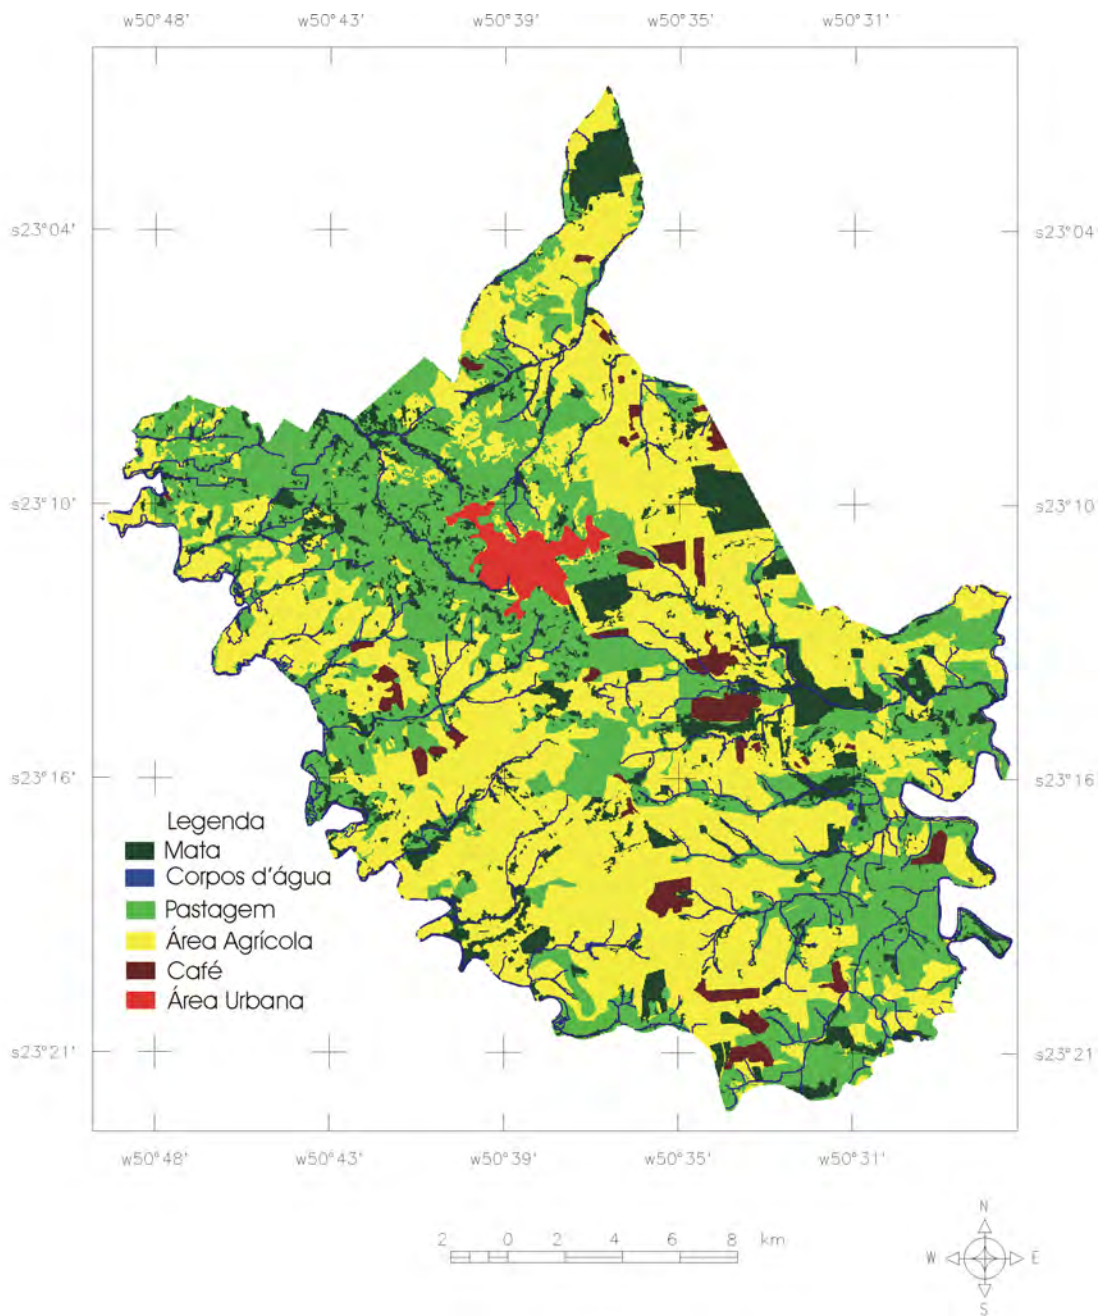 w50°48' w50°43' w50°39' w50°35' w50°31'
s23°04' s23°04'
s23°10' s23°10'
s23°16' s23°16'
Legenda
Mata
Corpos d'água
Pastagem
Área Agrícola
Café
Área Urbana
s23°21' s23°21'
w50°48' w50°43' w50°39' w50°35' w50°31'
N
2 0 2 4 6 8 km
W E
S